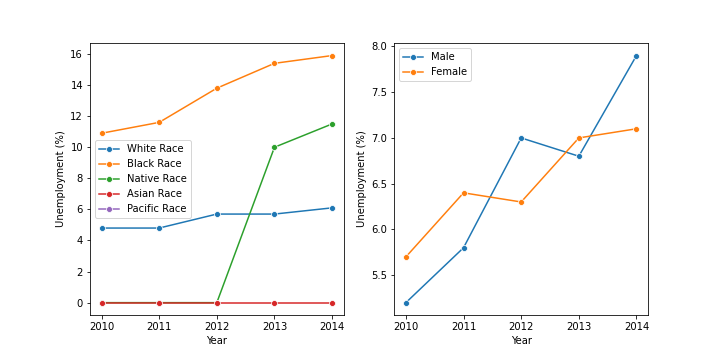 16
14
12
10
8
6
4
2
0
Unemployment (%)
White Race
Black Race
Native Race
Asian Race
Pacific Race
2010 2011 2012 2013 2014
Year
8.0
7.5
7.0
6.5
6.0
5.5
Unemployment (%)
Male
Female
2010 2011 2012 2013 2014
Year